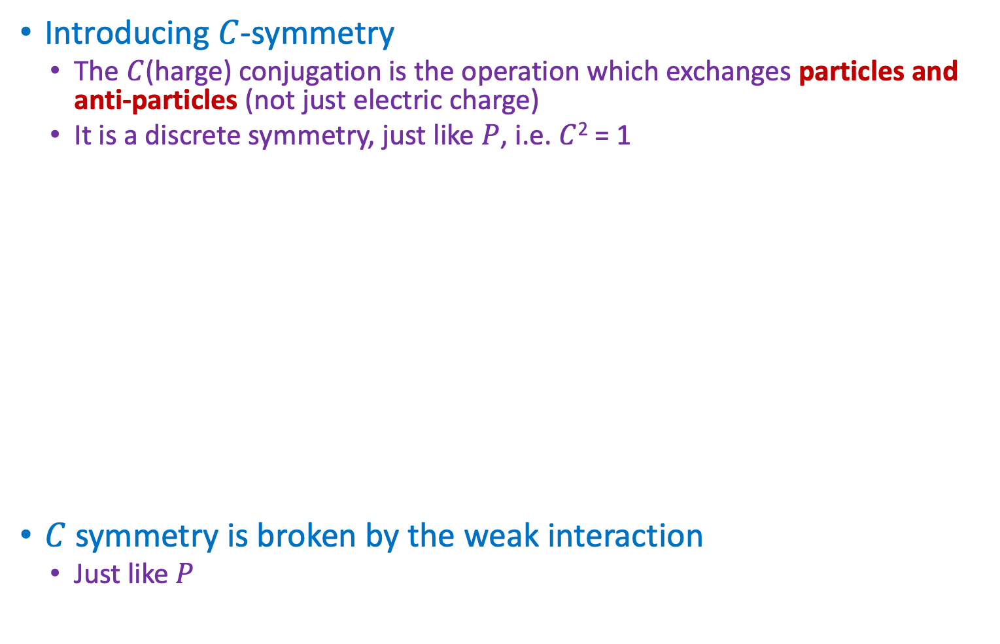 • Introducing C-symmetry
• The C(harge) conjugation is the operation which exchanges particles and
anti-particles (not just electric charge)
• It is a discrete symmetry, just like P, i.e. C² = 1
• C symmetry is broken by the weak interaction
• Just like P